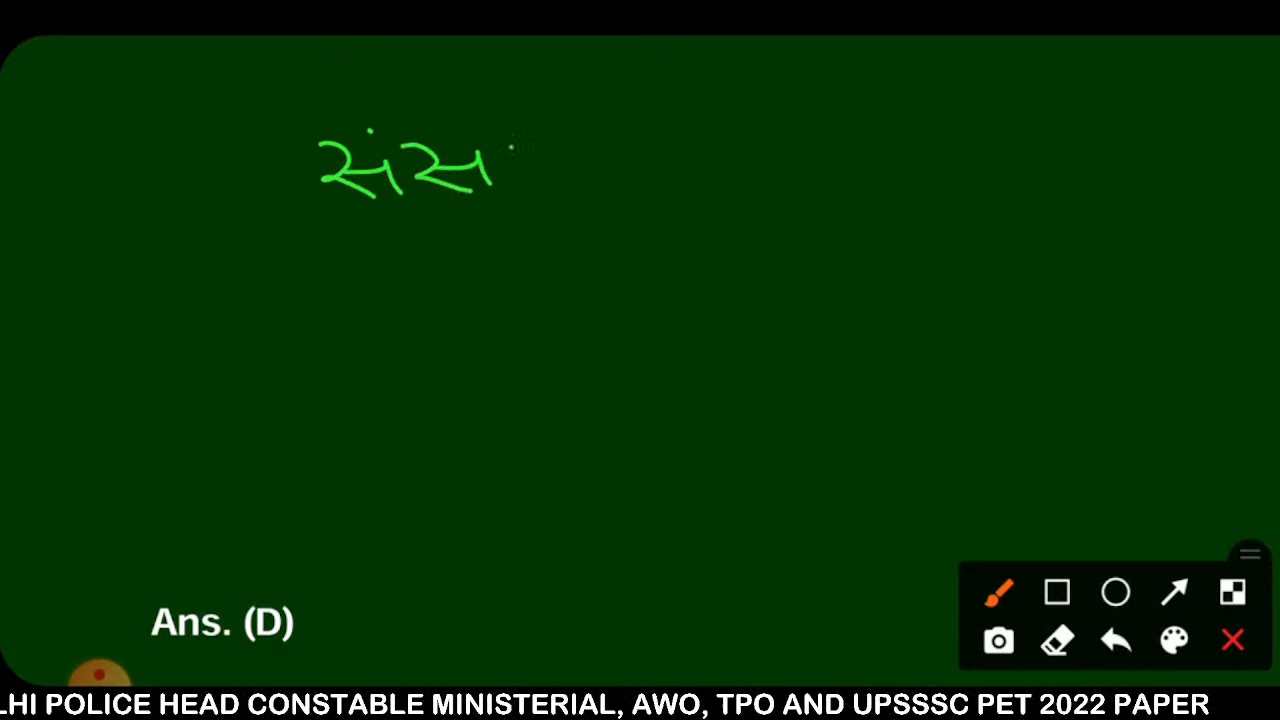 संस
Ans. (D)
LHI POLICE HEAD CONSTABLE MINISTERIAL, AWO, TPO AND UPSSSC PET 2022 PAPER